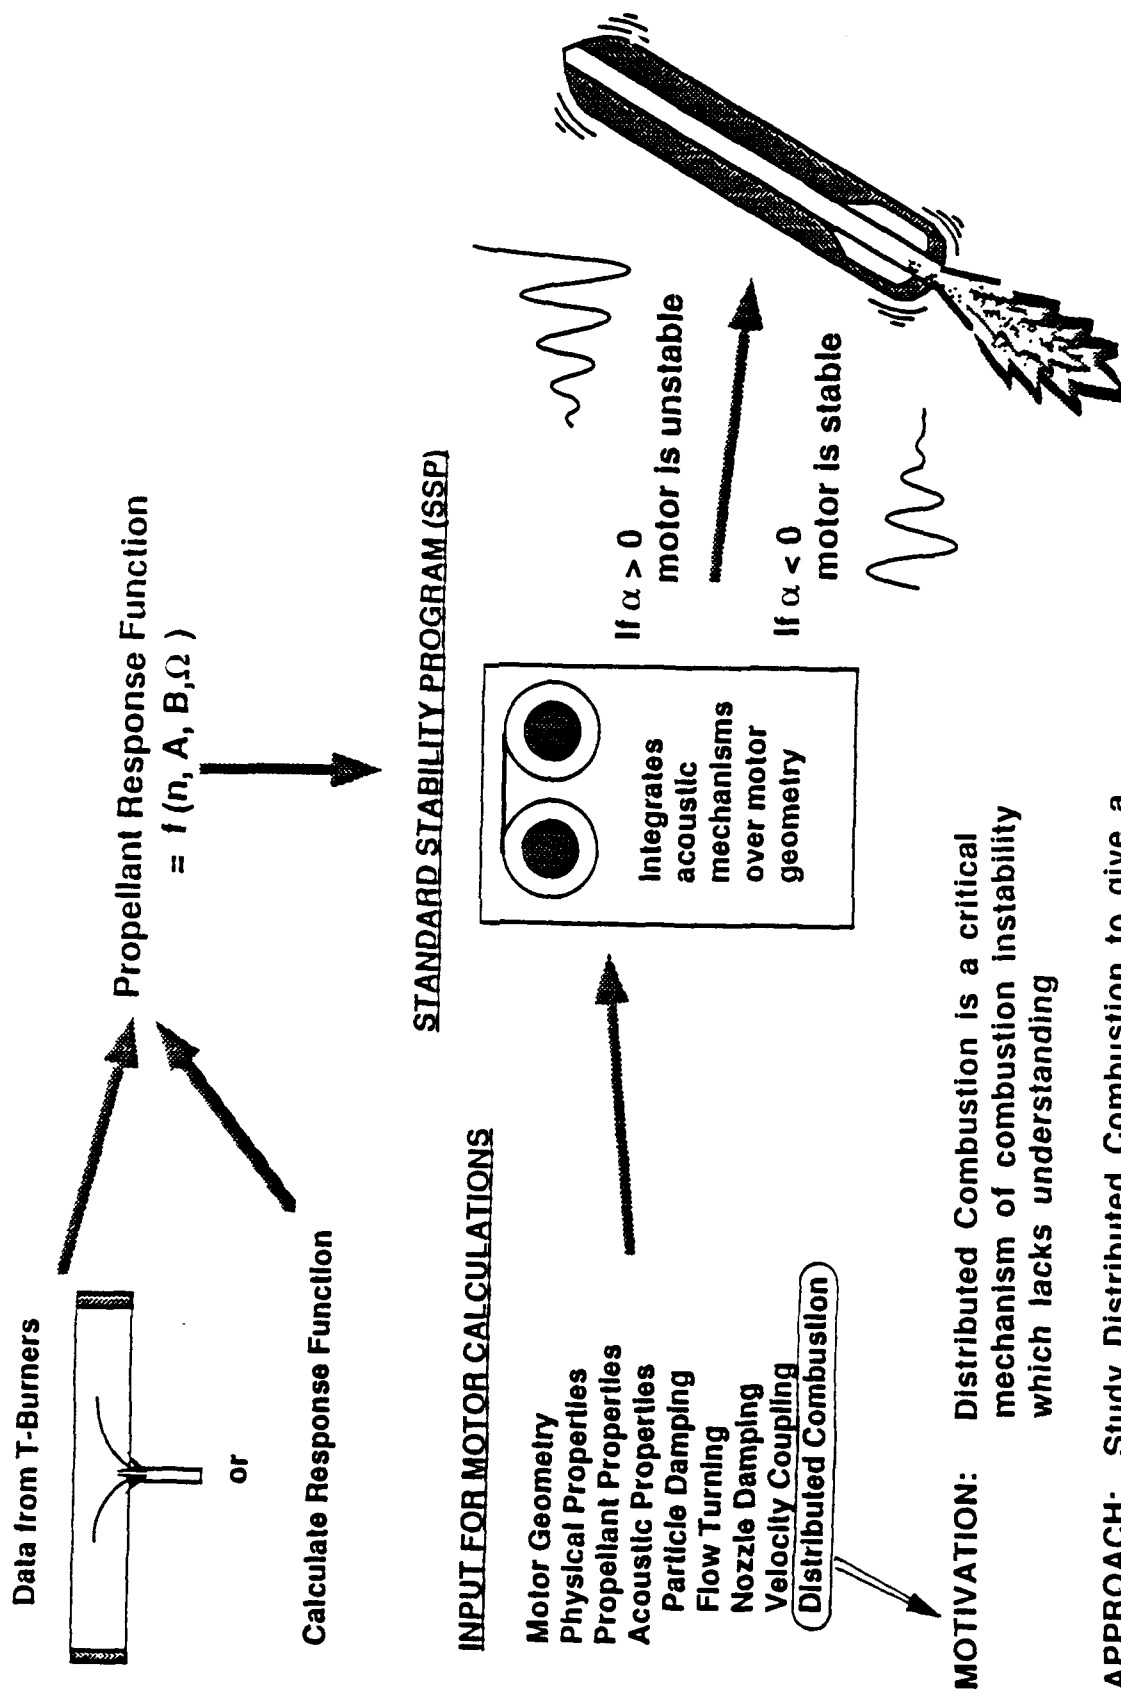 Data from T-Burners
or
Calculate Response Function
Propellant Response Function
= f (n, A, B,Ω )
INPUT FOR MOTOR CALCULATIONS
Motor Geometry
Physical Properties
Propellant Properties
Acoustic Properties
Particle Damping
Flow Turning
Nozzle Damping
Velocity Coupling
Distributed Combustion
STANDARD STABILITY PROGRAM (SSP)
Integrates
acoustic
mechanisms
over motor
geometry
If α > 0
motor is unstable
If α < 0
motor is stable
MOTIVATION: Distributed Combustion is a critical
mechanism of combustion instability
which lacks understanding
APPROACH: Study Distributed Combustion to give a